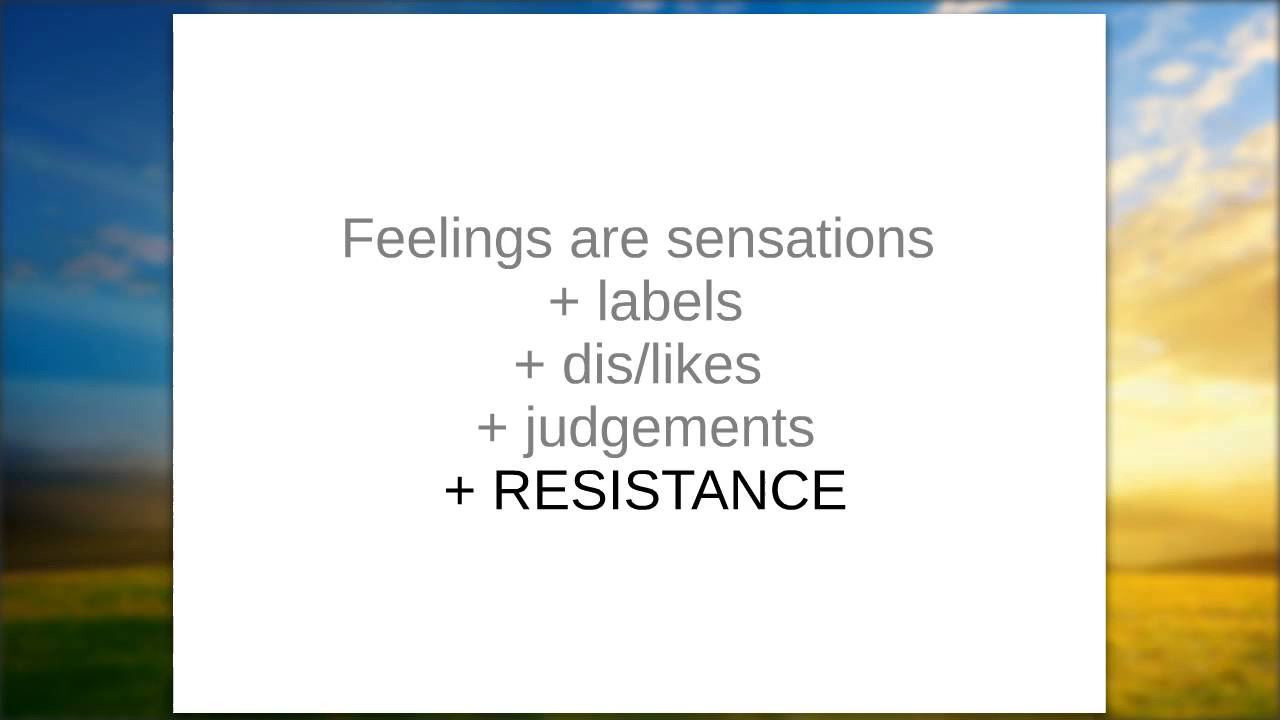 Feelings are sensations
+ labels
+ dis/likes
+ judgements
+ RESISTANCE